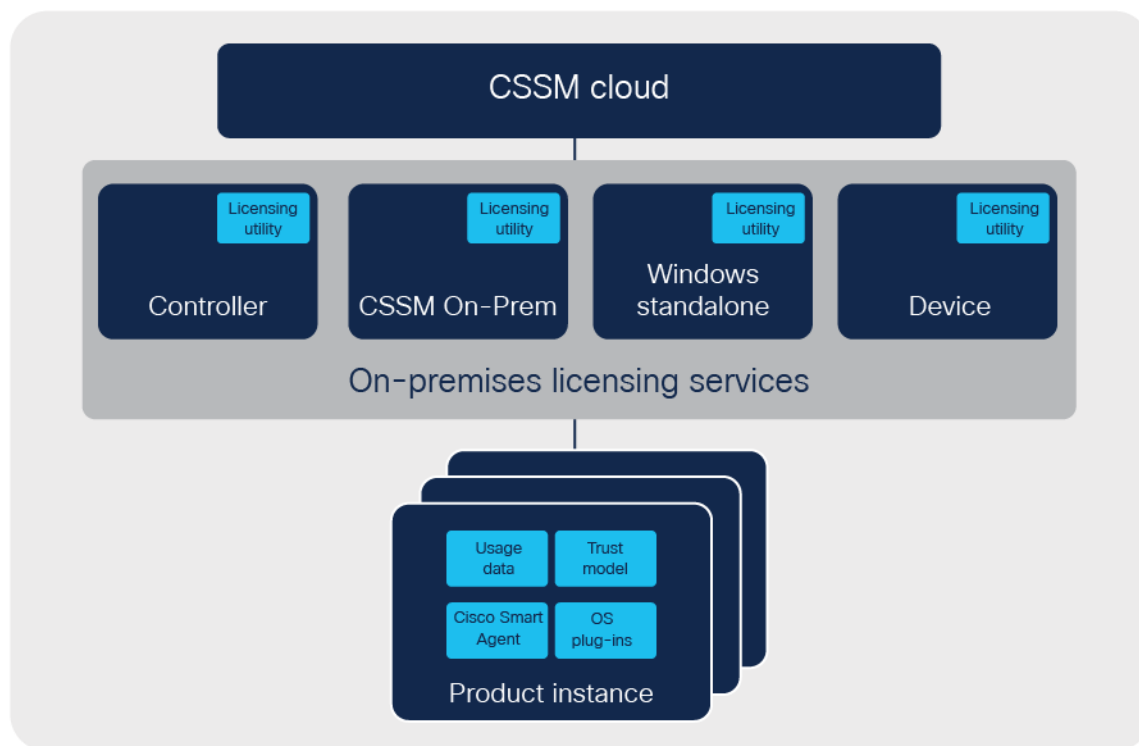 CSSM cloud
Licensing
utility
Controller
Licensing
utility
CSSM On-Prem
Licensing
utility
Windows
standalone
Licensing
utility
Device
On-premises licensing services
Usage
data
Trust
model
Cisco Smart
Agent
OS
plug-ins
Product instance